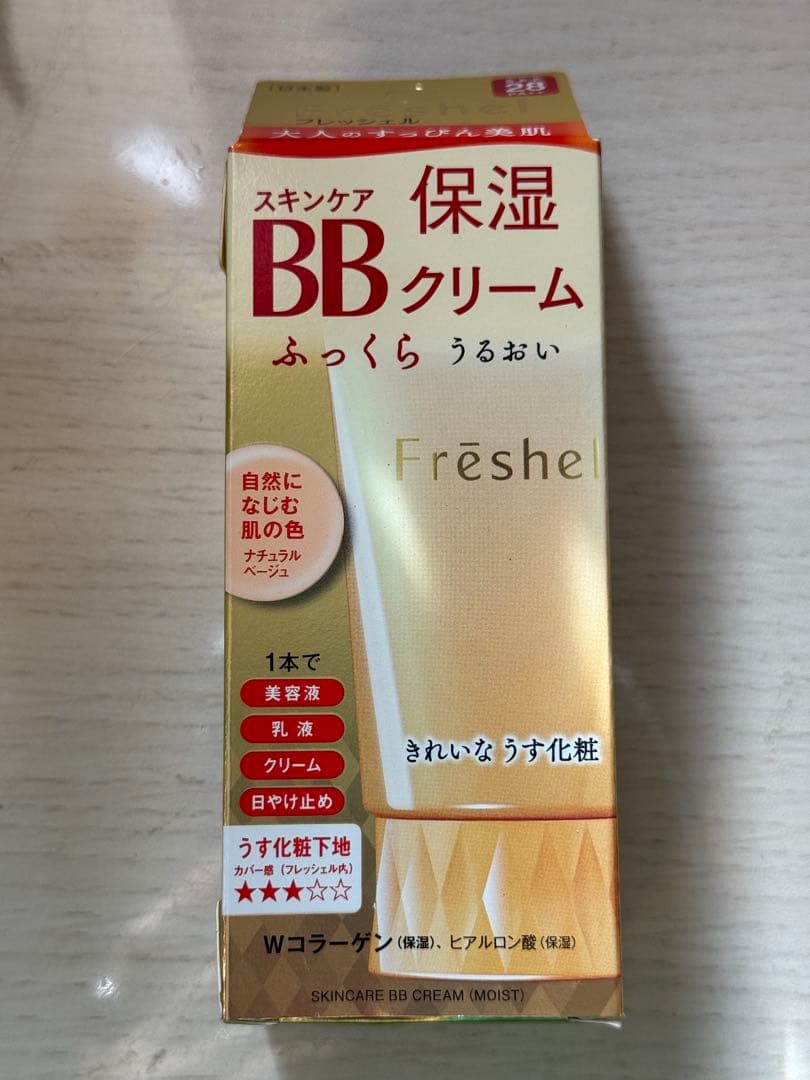 日本製
28
Freshel
フレッシェル
大人のすっぴん美肌
スキンケア
保湿
BB クリーム
ふっくら うるおい
Frēshel
自然に
なじむ
肌の色
ナチュラル
ベージュ
1本で
美容液
乳液
クリーム
日やけ止め
きれいな うす化粧
うす化粧下地
カバー感 (フレッシェル内)
★★★☆☆
Wコラーゲン(保湿)、ヒアルロン酸(保湿)
SKINCARE BB CREAM (MOIST)